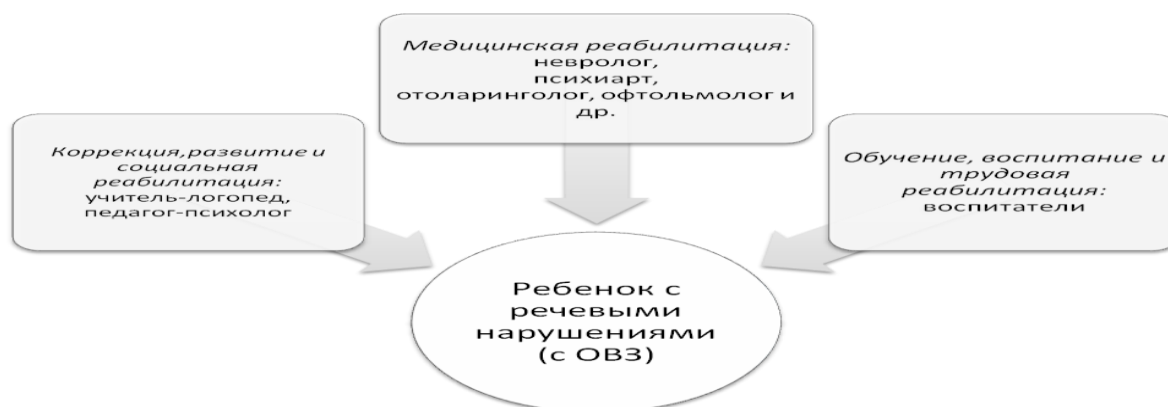 Медицинская реабилитация:
невролог,
психиарт,
отоларинголог, офтольмолог и
др.
Коррекция,развитие и
социальная
реабилитация:
учитель-логопед,
педагог-психолог
Обучение, воспитание и
трудовая
реабилитация:
воспитатели
Ребенок с
речевыми
нарушениями
(с ОВЗ)